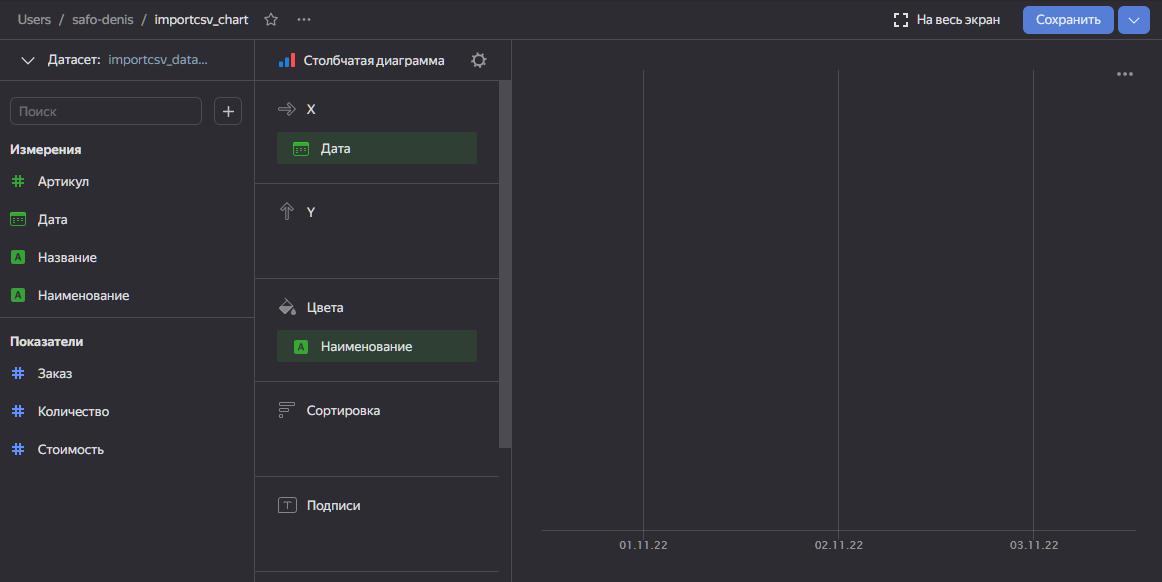 Users / safo-denis / importcsv_chart
На весь экран
Сохранить
Датасет: importcsv_data...
Поиск
Измерения
Артикул
Дата
Название
Наименование
Показатели
Заказ
Количество
Стоимость
Столбчатая диаграмма
X
Дата
Y
Цвета
Наименование
Сортировка
Подписи
01.11.22 02.11.22 03.11.22